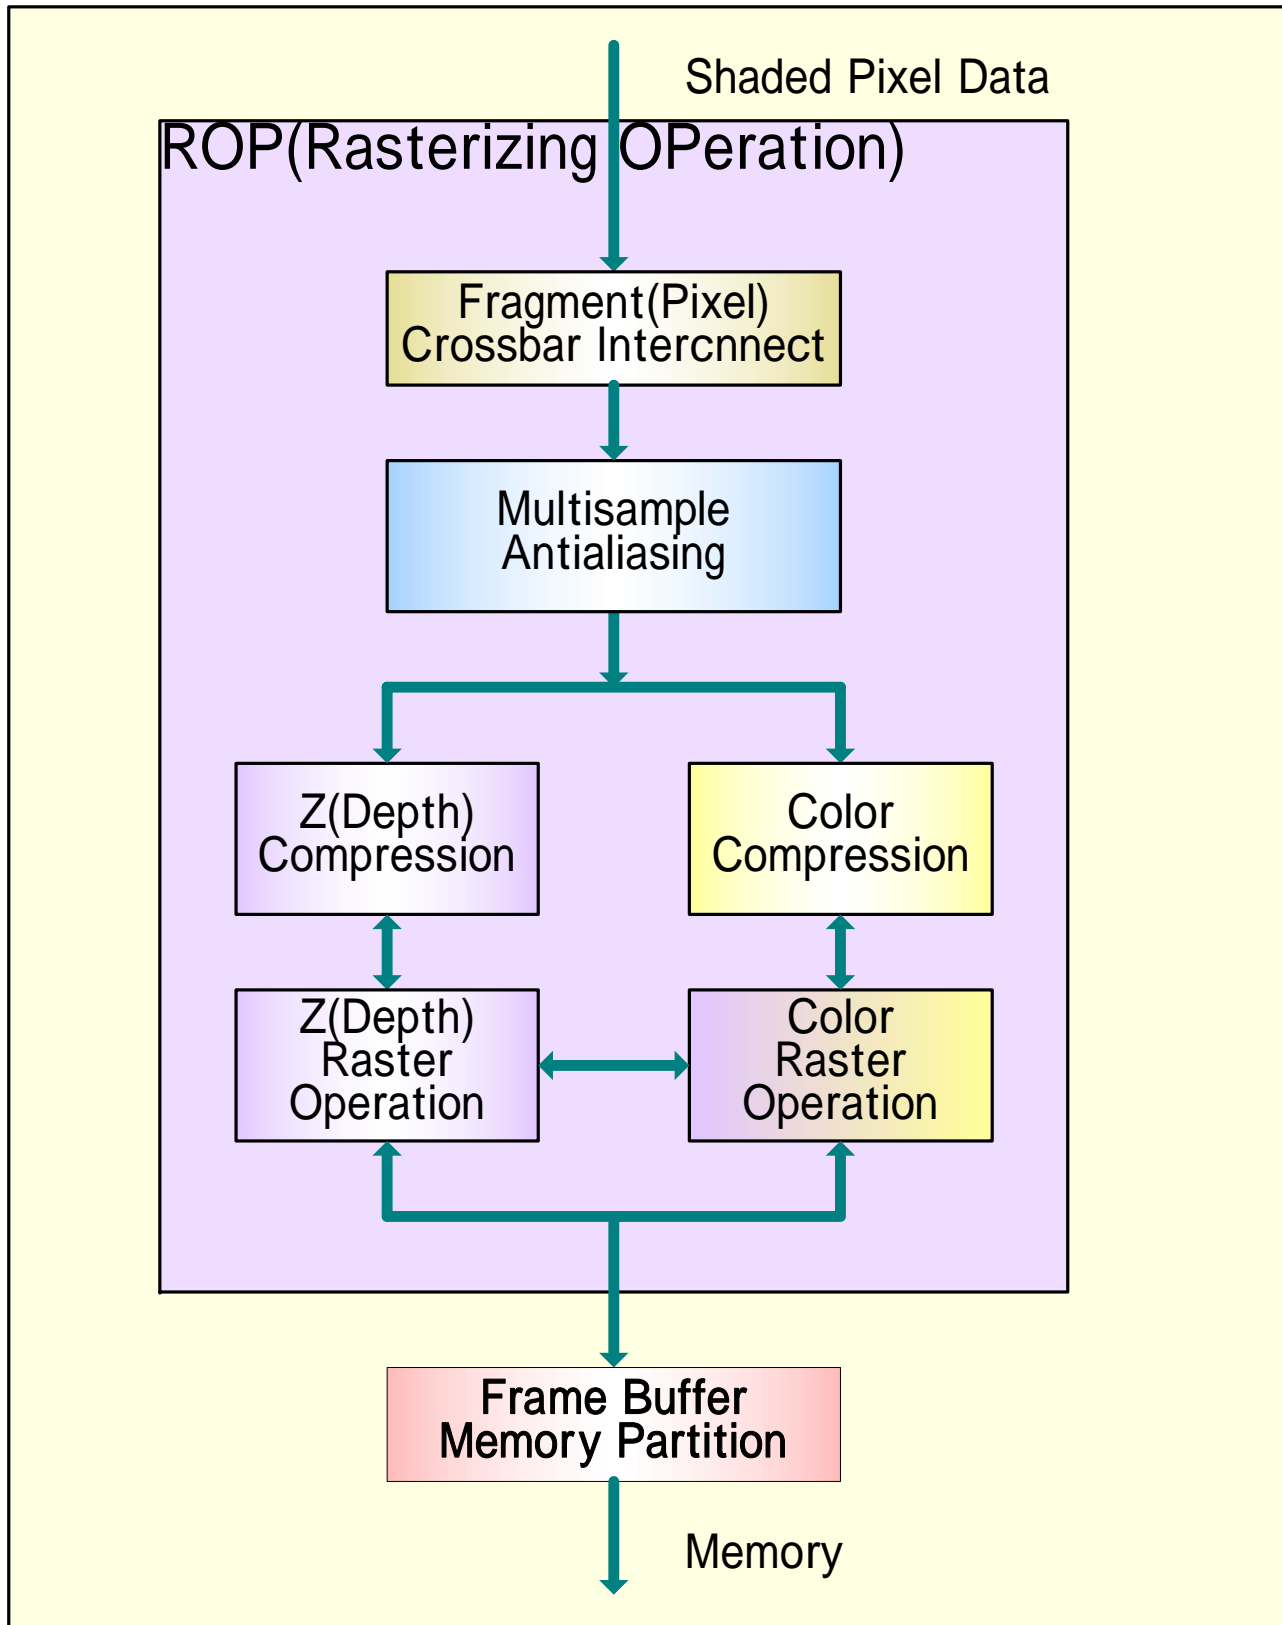 Shaded Pixel Data
ROP(Rasterizing OPeration)
Fragment(Pixel)
Crossbar Intercnnect
Multisample
Antialiasing
Z(Depth)
Compression
Color
Compression
Z(Depth)
Raster
Operation
Color
Raster
Operation
Frame Buffer
Memory Partition
Memory